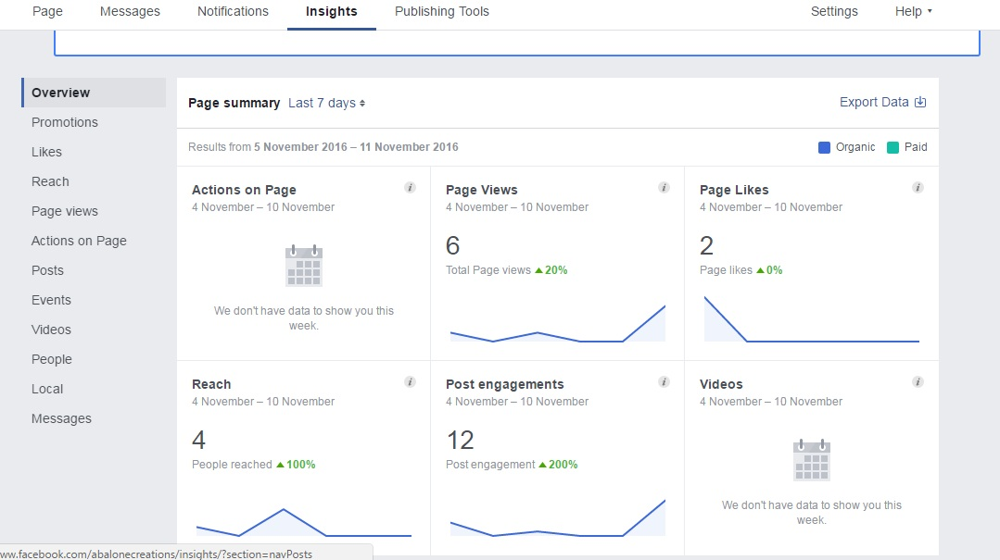 Page Messages Notifications Insights Publishing Tools Settings Help
Overview
Promotions
Likes
Reach
Page views
Actions on Page
Posts
Events
Videos
People
Local
Messages
Page summary Last 7 days Export Data
Results from 5 November 2016 – 11 November 2016 Organic Paid
Actions on Page i
4 November – 10 November
We don't have data to show you this
week.
Page Views i
4 November – 10 November
6
Total Page views 20%
Page Likes i
4 November – 10 November
2
Page likes 0%
Reach i
4 November – 10 November
4
People reached 100%
Post engagements i
4 November – 10 November
12
Post engagement 200%
Videos i
4 November – 10 November
We don't have data to show you this
week.
ww.facebook.com/abalonecreations/insights/?section=navPosts